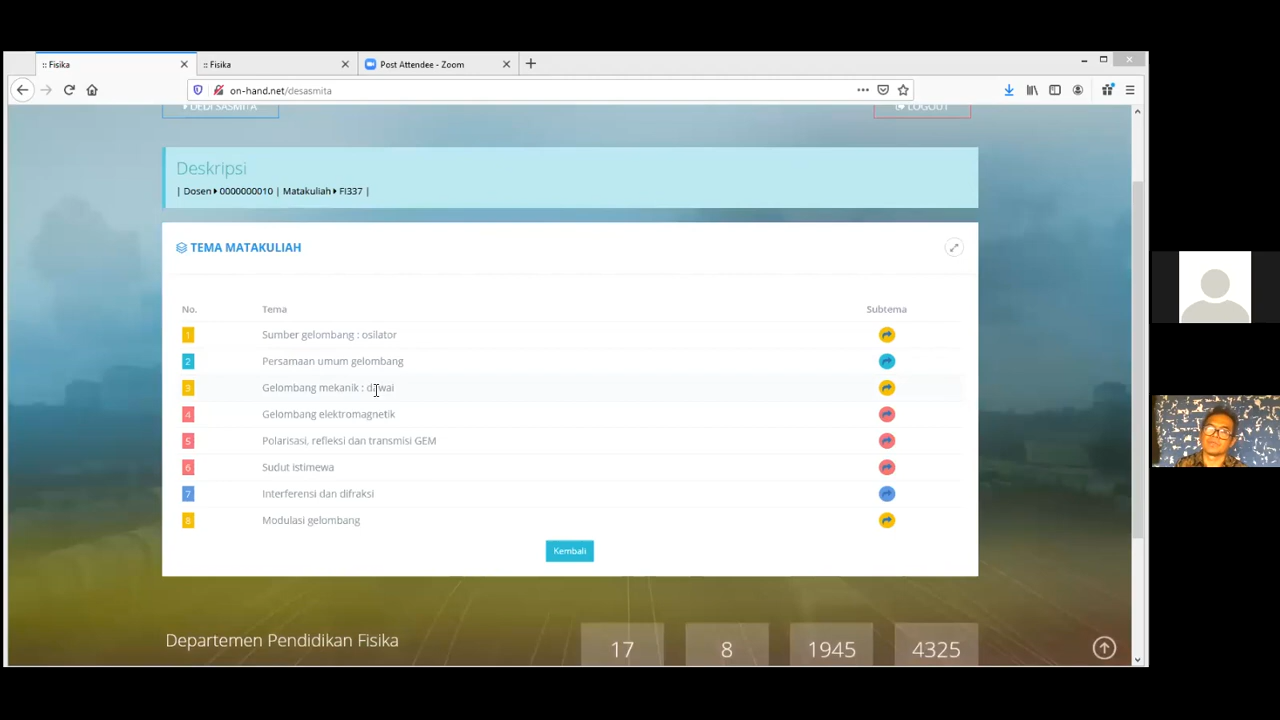 :: Fisika
:: Fisika
Post Attendee - Zoom
on-hand.net/desasmita
DEDI SASMITA
LOGOUT
Deskripsi
| Dosen 0000000010 | Matakuliah FI337 |
TEMA MATAKULIAH
No. Tema Subtema
1 Sumber gelombang : osilator
2 Persamaan umum gelombang
3 Gelombang mekanik : dawai
4 Gelombang elektromagnetik
5 Polarisasi, refleksi dan transmisi GEM
6 Sudut istimewa
7 Interferensi dan difraksi
8 Modulasi gelombang
Kembali
Departemen Pendidikan Fisika
17 8 1945 4325